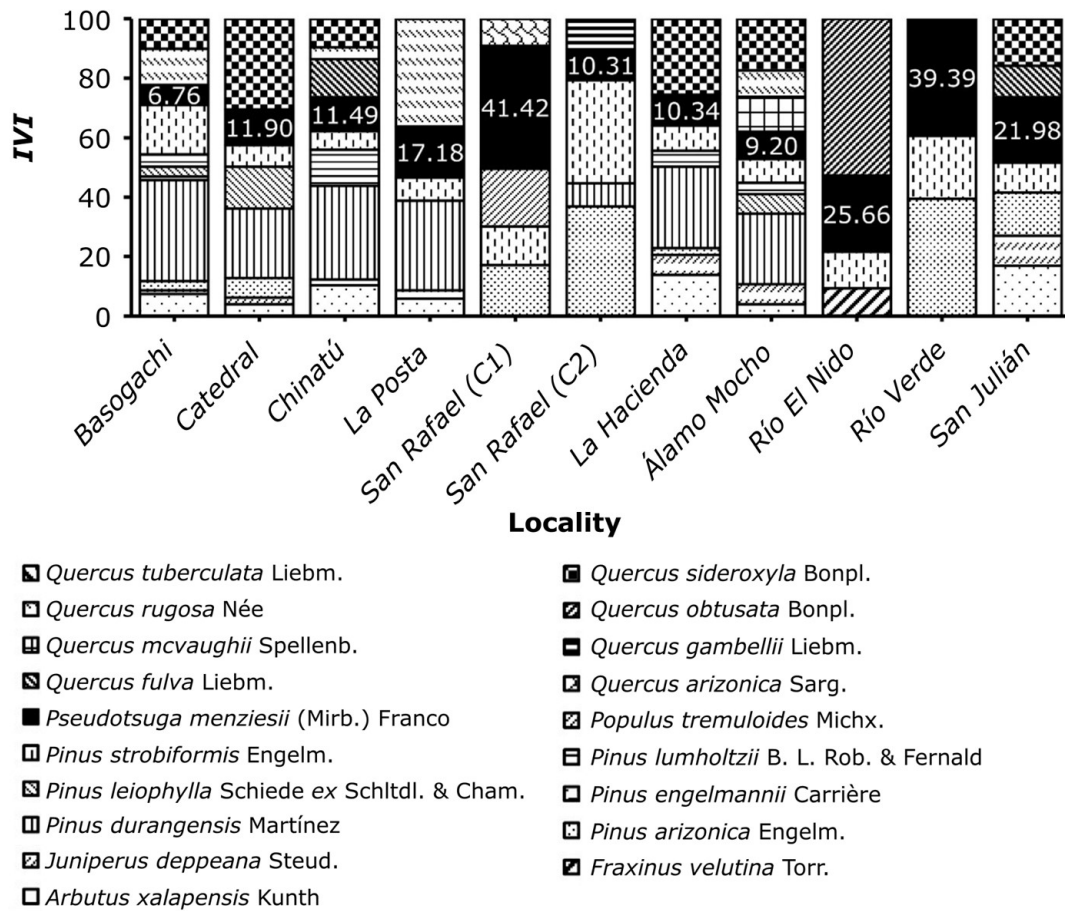 100
80
60
40
20
0
IVI
6.76
11.90
11.49
17.18
41.42
10.31
10.34
9.20
25.66
39.39
21.98
Basogachi
Catedral
Chinatú
La Posta
San Rafael (C1)
San Rafael (C2)
La Hacienda
Álamo Mocho
Río El Nido
Río Verde
San Julián
Locality
Quercus tuberculata Liebm.
Quercus rugosa Née
Quercus mcvaughii Spellenb.
Quercus fulva Liebm.
Pseudotsuga menziesii (Mirb.) Franco
Pinus strobiformis Engelm.
Pinus leiophylla Schiede ex Schltdl. & Cham.
Pinus durangensis Martínez
Juniperus deppeana Steud.
Arbutus xalapensis Kunth
Quercus sideroxyla Bonpl.
Quercus obtusata Bonpl.
Quercus gambellii Liebm.
Quercus arizonica Sarg.
Populus tremuloides Michx.
Pinus lumholtzii B. L. Rob. & Fernald
Pinus engelmannii Carrière
Pinus arizonica Engelm.
Fraxinus velutina Torr.